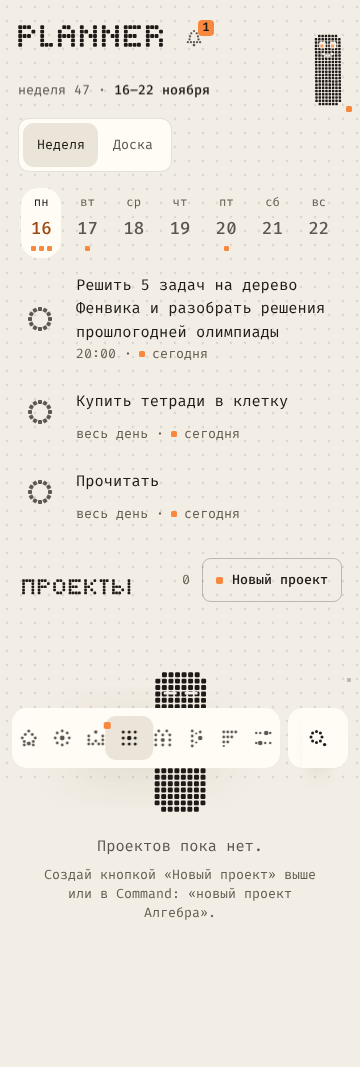 PLANNER
1
неделя 47 · 16–22 ноября
Неделя Доска
пн вт ср чт пт сб вс
16 17 18 19 20 21 22
Решить 5 задач на дерево
Фенвика и разобрать решения
прошлогодней олимпиады
20:00 · сегодня
Купить тетради в клетку
весь день · сегодня
Прочитать
весь день · сегодня
ПРОЕКТЫ 0 Новый проект
Проектов пока нет.
Создай кнопкой «Новый проект» выше
или в Command: «новый проект
Алгебра».